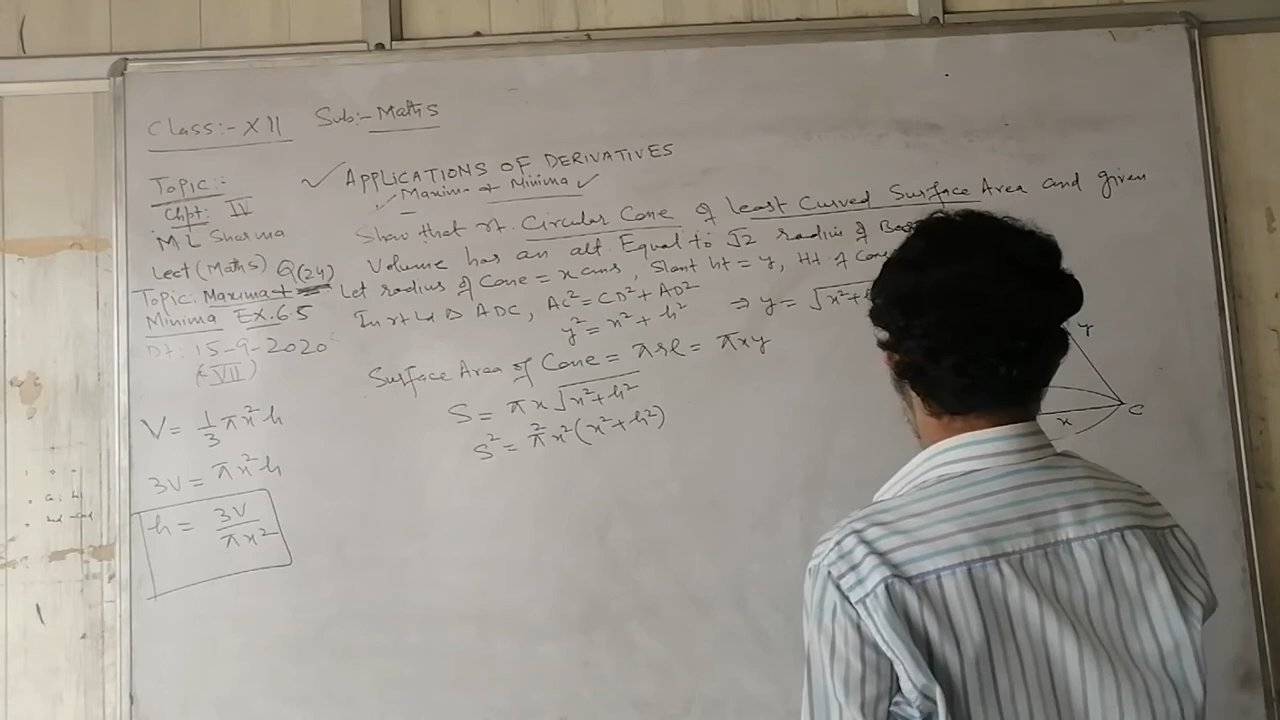 Class:- XII Sub:- Maths
Topic:-
Chpt: IV
M L Sharma
Lect (Maths) Q(24)
Topic. Maxima +
Minima EX. 6.5
Dt. 15-9-2020
(-VII)
V = 1/3 πx²h
3V = πx²h
h = 3V/πx²
✓ APPLICATIONS OF DERIVATIVES
✓ Maxima + Minima ✓
Show that rt. Circular Cone of least Curved Surface Area and given
Volume has an alt. Equal to √2 radius of
Let radius of Cone = x cms, Slant ht = y, Ht. of
In rt Ld Δ ADC, AC² = CD² + AD²
y² = x² + h² ⇒ y = √x²+
Surface Area of Cone = πrl = πxy
S = πx√x²+h²
S² = π²x²(x²+h²)
y
C
x